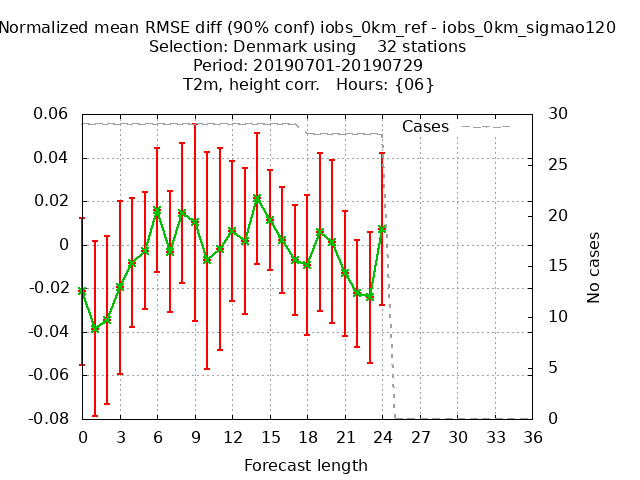 Normalized mean RMSE diff (90% conf) iobs_0km_ref - iobs_0km_sigmao120
Selection: Denmark using    32 stations
Period: 20190701-20190729
T2m, height corr.   Hours: {06}
0.06
0.04
0.02
0
-0.02
-0.04
-0.06
-0.08
Cases
30
25
20
15
10
5
0
No cases
0 3 6 9 12 15 18 21 24 27 30 33 36
Forecast length